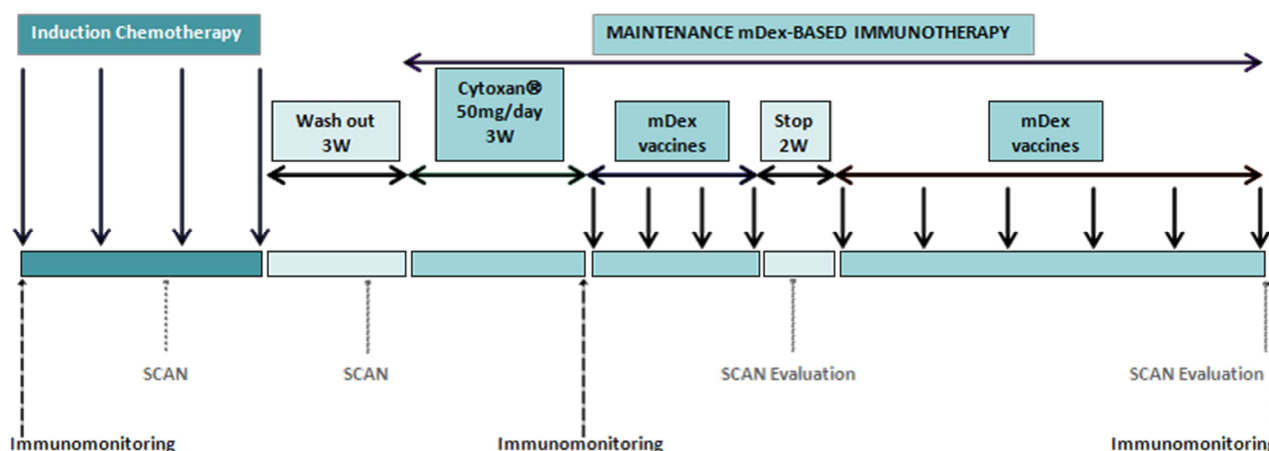 Induction Chemotherapy
MAINTENANCE mDex-BASED IMMUNOTHERAPY
Wash out
3W
Cytoxan®
50mg/day
3W
mDex
vaccines
Stop
2W
mDex
vaccines
SCAN
SCAN
SCAN Evaluation
SCAN Evaluation
Immunomonitoring
Immunomonitoring
Immunomonitoring